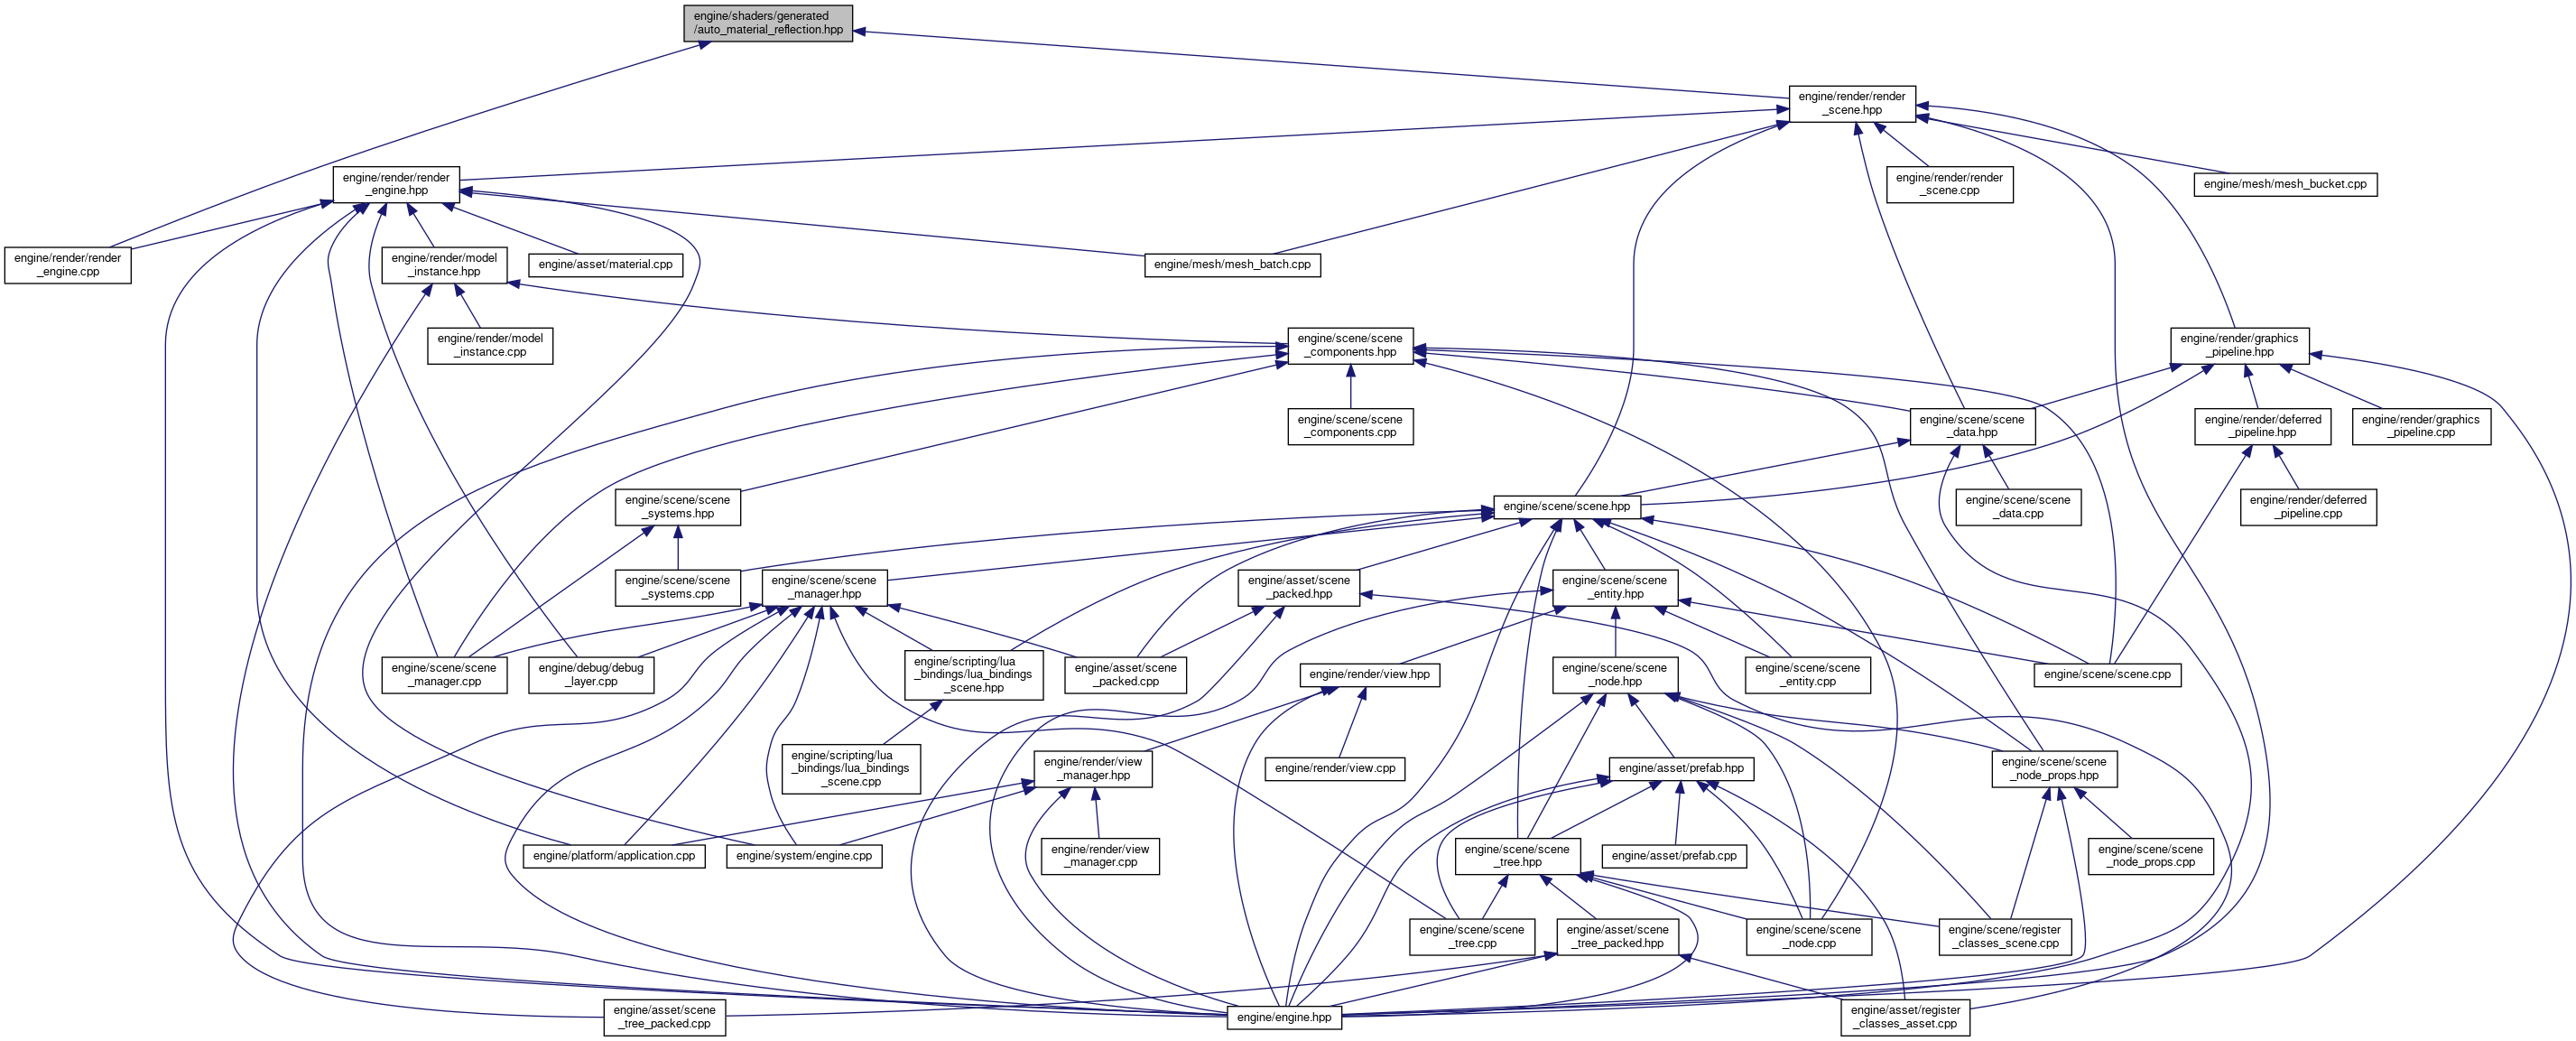 engine/shaders/generated
/auto_material_reflection.hpp
engine/render/render
_scene.hpp
engine/render/render
_engine.hpp
engine/render/render
_scene.cpp
engine/mesh/mesh_bucket.cpp
engine/render/render
_engine.cpp
engine/render/model
_instance.hpp
engine/asset/material.cpp
engine/mesh/mesh_batch.cpp
engine/render/model
_instance.cpp
engine/scene/scene
_components.hpp
engine/render/graphics
_pipeline.hpp
engine/scene/scene
_components.cpp
engine/scene/scene
_data.hpp
engine/render/deferred
_pipeline.hpp
engine/render/graphics
_pipeline.cpp
engine/scene/scene
_systems.hpp
engine/scene/scene.hpp
engine/scene/scene
_data.cpp
engine/render/deferred
_pipeline.cpp
engine/scene/scene
_systems.cpp
engine/scene/scene
_manager.hpp
engine/asset/scene
_packed.hpp
engine/scene/scene
_entity.hpp
engine/scene/scene
_manager.cpp
engine/debug/debug
_layer.cpp
engine/scripting/lua
_bindings/lua_bindings
_scene.hpp
engine/asset/scene
_packed.cpp
engine/render/view.hpp
engine/scene/scene
_node.hpp
engine/scene/scene
_entity.cpp
engine/scene/scene.cpp
engine/scripting/lua
_bindings/lua_bindings
_scene.cpp
engine/render/view
_manager.hpp
engine/render/view.cpp
engine/asset/prefab.hpp
engine/scene/scene
_node_props.hpp
engine/platform/application.cpp
engine/system/engine.cpp
engine/render/view
_manager.cpp
engine/scene/scene
_tree.hpp
engine/asset/prefab.cpp
engine/scene/scene
_node_props.cpp
engine/scene/scene
_tree.cpp
engine/asset/scene
_tree_packed.hpp
engine/scene/scene
_node.cpp
engine/scene/register
_classes_scene.cpp
engine/asset/scene
_tree_packed.cpp
engine/engine.hpp
engine/asset/register
_classes_asset.cpp